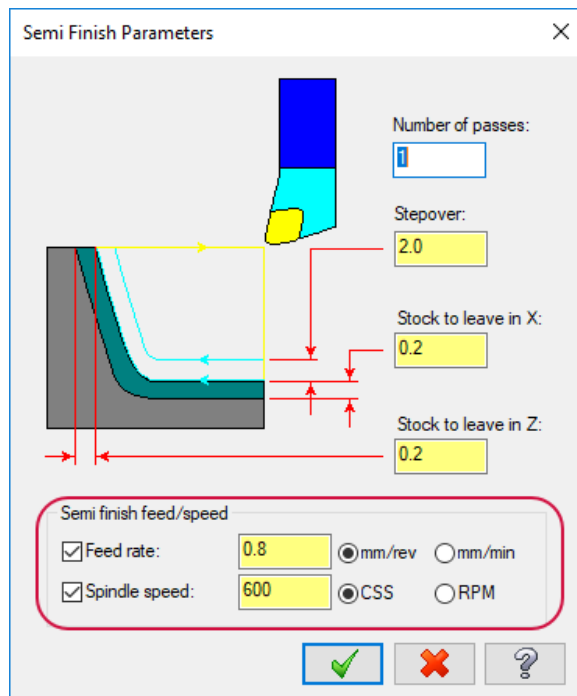 Semi Finish Parameters
Number of passes:
1
Stepover:
2.0
Stock to leave in X:
0.2
Stock to leave in Z:
0.2
Semi finish feed/speed
Feed rate: 0.8 mm/rev mm/min
Spindle speed: 600 CSS RPM